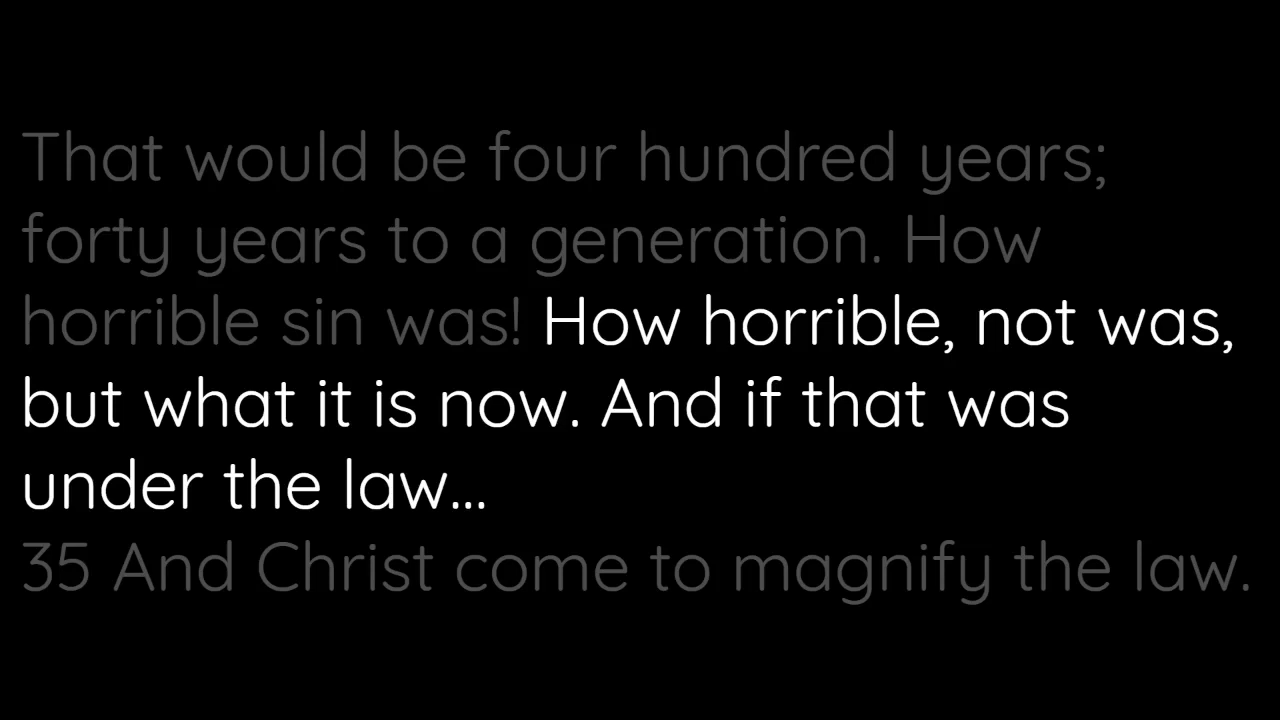 That would be four hundred years;
forty years to a generation. How
horrible sin was! How horrible, not was,
but what it is now. And if that was
under the law...
35 And Christ come to magnify the law.